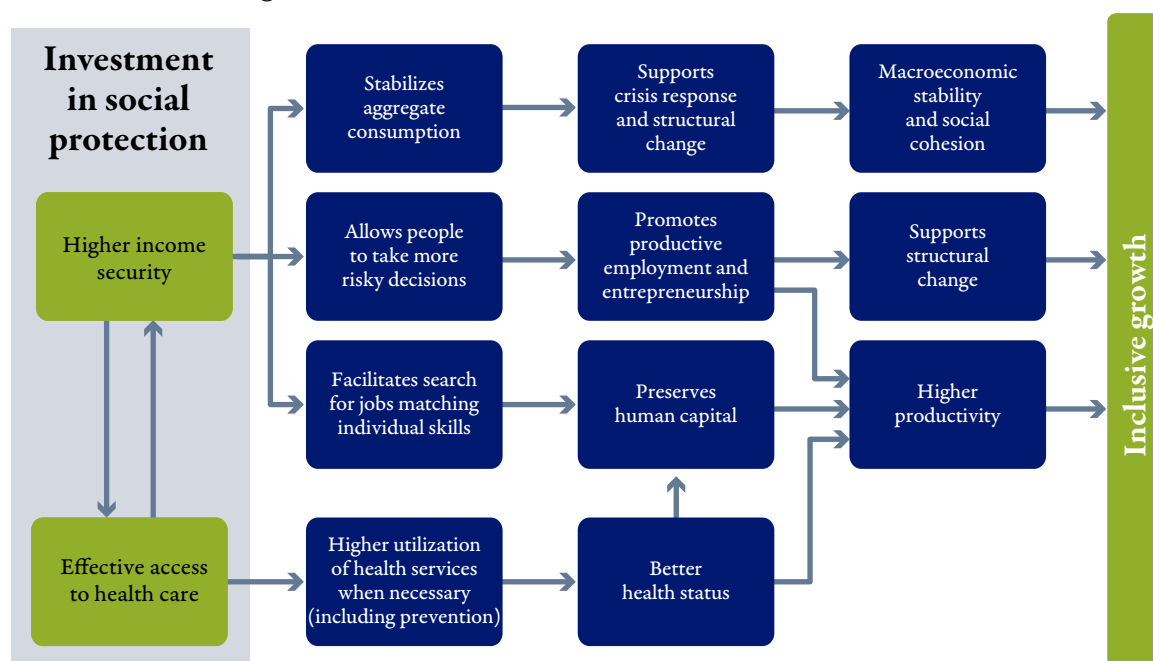 Investment
in social
protection
Higher income
security
Effective access
to health care
Stabilizes
aggregate
consumption
Supports
crisis response
and structural
change
Macroeconomic
stability
and social
cohesion
Allows people
to take more
risky decisions
Promotes
productive
employment and
entrepreneurship
Supports
structural
change
Facilitates search
for jobs matching
individual skills
Preserves
human capital
Higher
productivity
Higher utilization
of health services
when necessary
(including prevention)
Better
health status
Inclusive growth